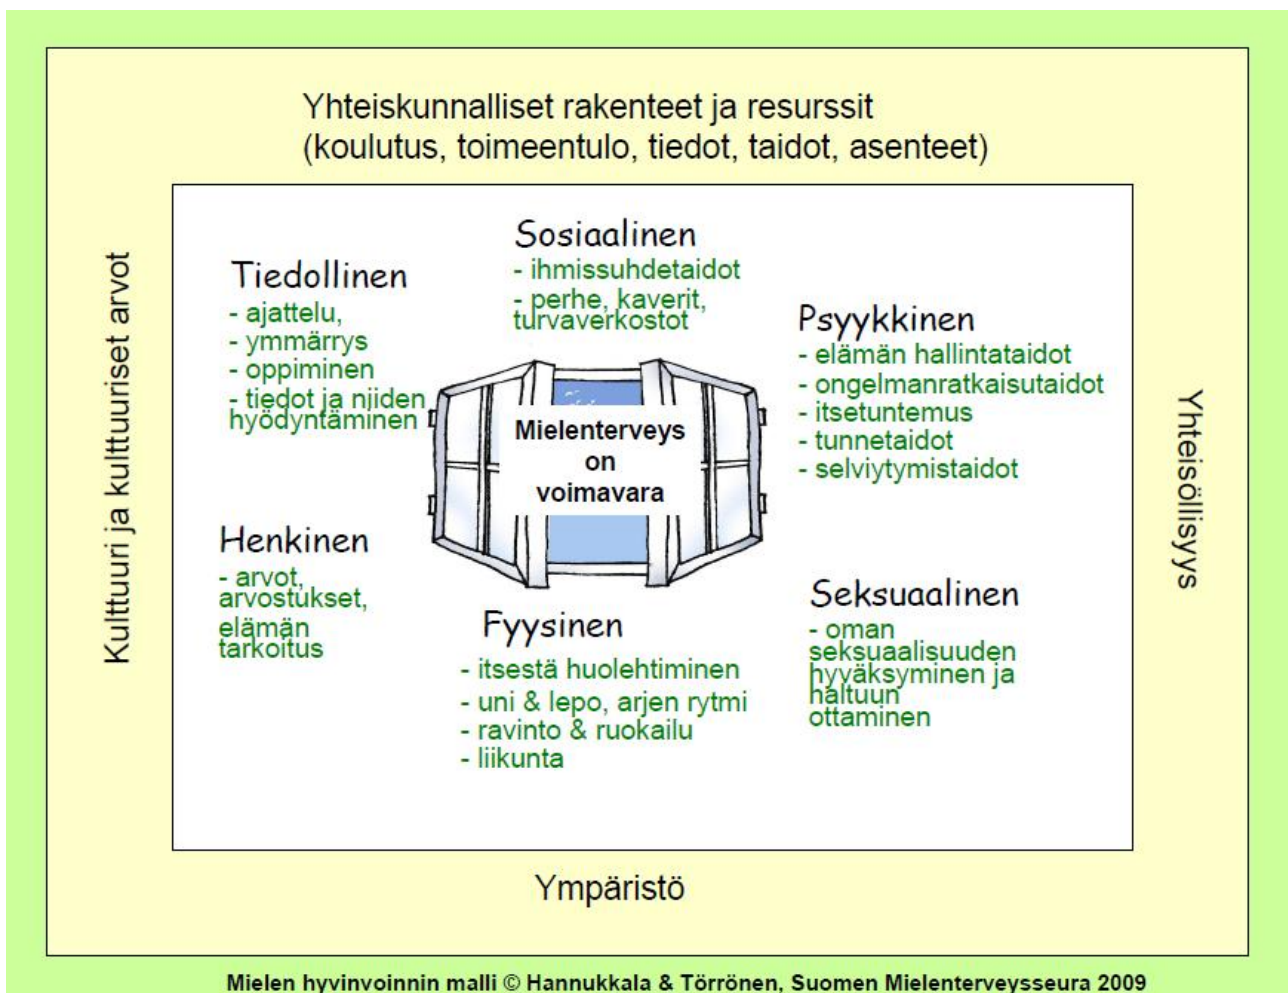 Yhteiskunnalliset rakenteet ja resurssit
(koulutus, toimeentulo, tiedot, taidot, asenteet)
Kulttuuri ja kulttuuriset arvot
Tiedollinen
- ajattelu,
- ymmärrys
- oppiminen
- tiedot ja niiden
hyödyntäminen
Sosiaalinen
- ihmissuhdetaidot
- perhe, kaverit,
turvaverkostot
Psyykkinen
- elämän hallintataidot
- ongelmanratkaisutaidot
- itsetuntemus
- tunnetaidot
- selviytymistaidot
Mielenterveys
on
voimavara
Henkinen
- arvot,
arvostukset,
elämän
tarkoitus
Fyysinen
- itsestä huolehtiminen
- uni & lepo, arjen rytmi
- ravinto & ruokailu
- liikunta
Seksuaalinen
- oman
seksuaalisuuden
hyväksyminen ja
haltuun
ottaminen
Yhteisöllisyys
Ympäristö
Mielen hyvinvoinnin malli © Hannukkala & Törrönen, Suomen Mielenterveysseura 2009